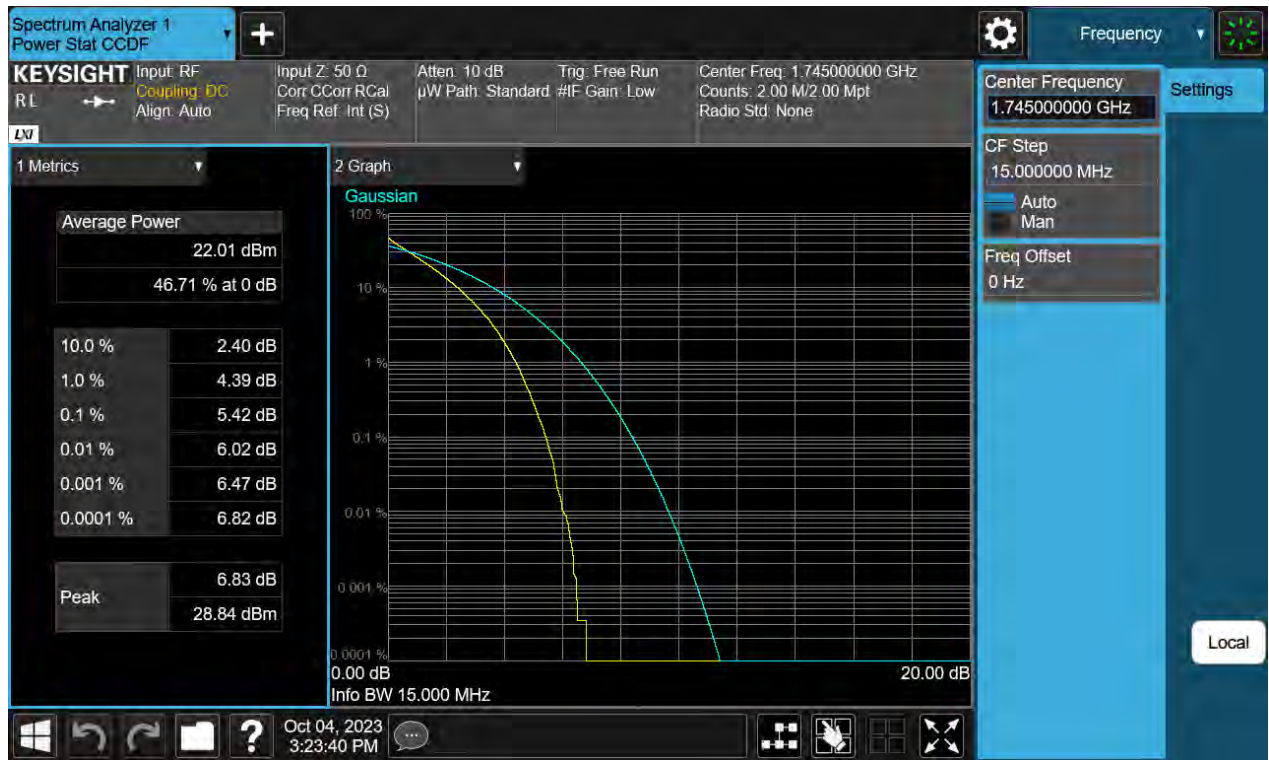 Spectrum Analyzer 1
Power Stat CCDF
Frequency
KEYSIGHT
RL
LXI
Input: RF
Coupling: DC
Align: Auto
Input Z: 50 Ω
Corr CCorr RCal
Freq Ref: Int (S)
Atten: 10 dB
µW Path: Standard
Trig: Free Run
#IF Gain: Low
Center Freq: 1.745000000 GHz
Counts: 2.00 M/2.00 Mpt
Radio Std: None
Center Frequency
1.745000000 GHz
Settings
CF Step
15.000000 MHz
Auto
Man
Freq Offset
0 Hz
1 Metrics
Average Power
22.01 dBm
46.71 % at 0 dB
10.0 % 2.40 dB
1.0 % 4.39 dB
0.1 % 5.42 dB
0.01 % 6.02 dB
0.001 % 6.47 dB
0.0001 % 6.82 dB
Peak
6.83 dB
28.84 dBm
2 Graph
Gaussian
100 %
10 %
1 %
0.1 %
0.01 %
0.001 %
0.0001 %
0.00 dB
20.00 dB
Info BW 15.000 MHz
Local
?
Oct 04, 2023
3:23:40 PM